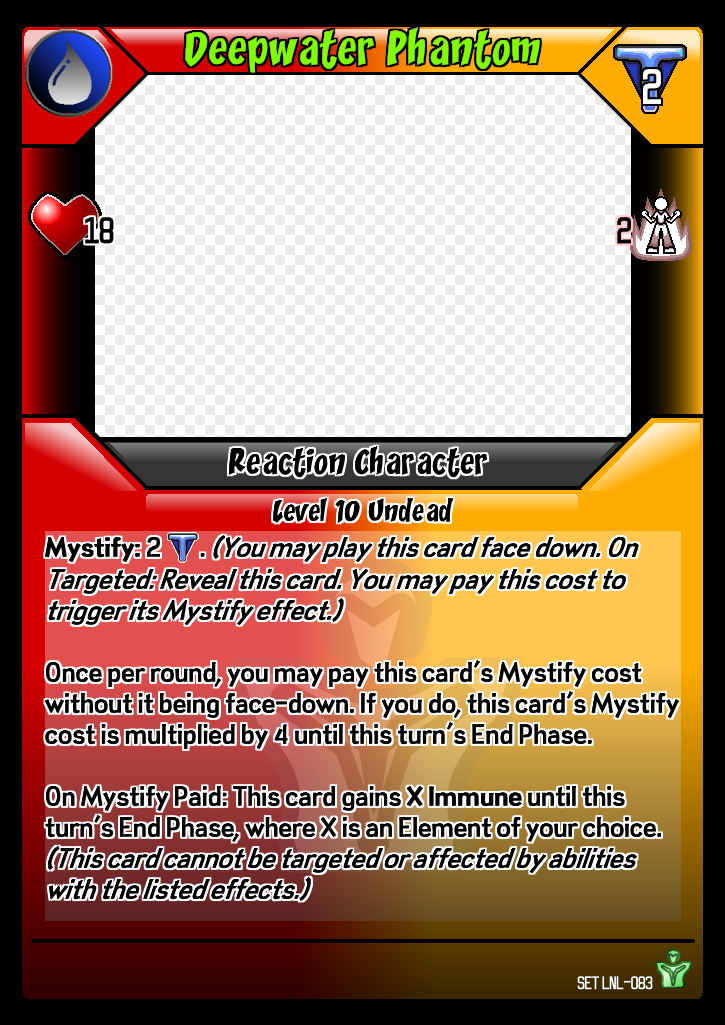 Deepwater Phantom
2
18
2
Reaction Character
Level 10 Undead
Mystify: 2 . (You may play this card face down. On
Targeted: Reveal this card. You may pay this cost to
trigger its Mystify effect.)
Once per round, you may pay this card's Mystify cost
without it being face-down. If you do, this card's Mystify
cost is multiplied by 4 until this turn's End Phase.
On Mystify Paid: This card gains X Immune until this
turn's End Phase, where X is an Element of your choice.
(This card cannot be targeted or affected by abilities
with the listed effects.)
SET LNL-083